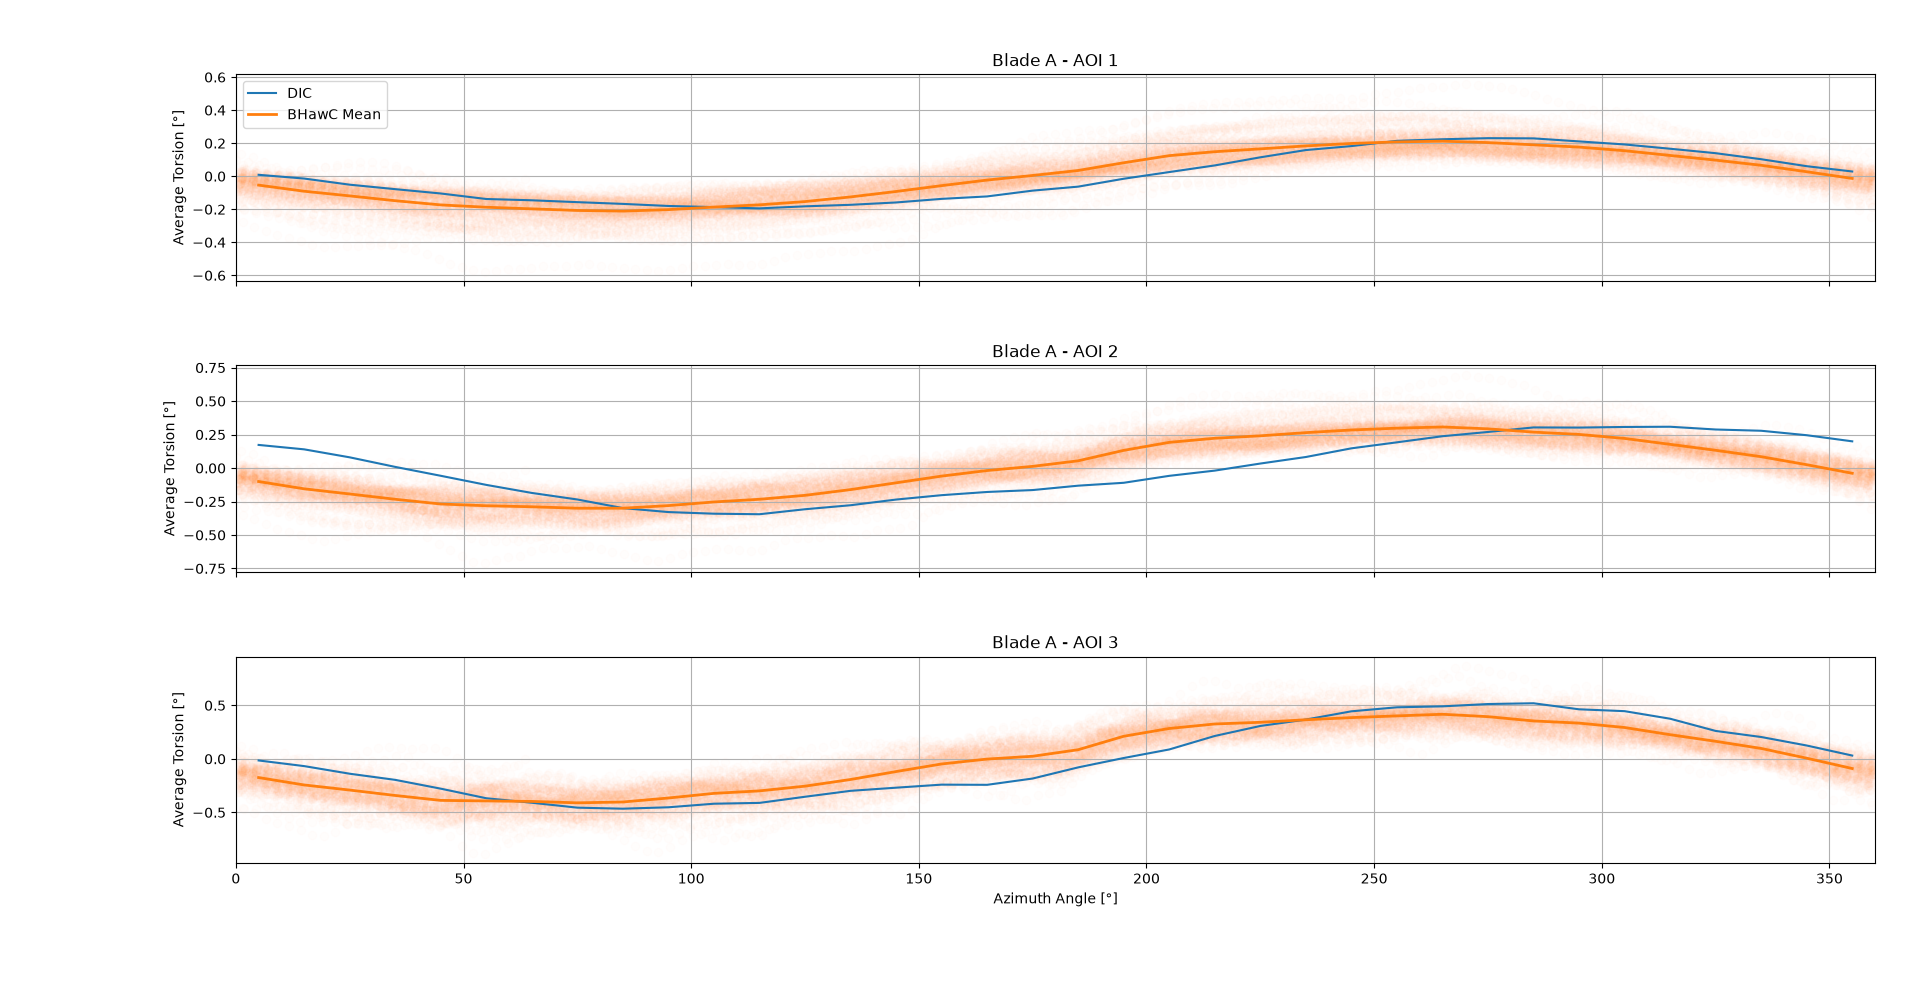 Blade A - AOI 1
0.6
0.4
0.2
0.0
−0.2
−0.4
−0.6
Average Torsion [°]
DIC
BHawC Mean
Blade A - AOI 2
0.75
0.50
0.25
0.00
−0.25
−0.50
−0.75
Average Torsion [°]
Blade A - AOI 3
0.5
0.0
−0.5
Average Torsion [°]
0 50 100 150 200 250 300 350
Azimuth Angle [°]